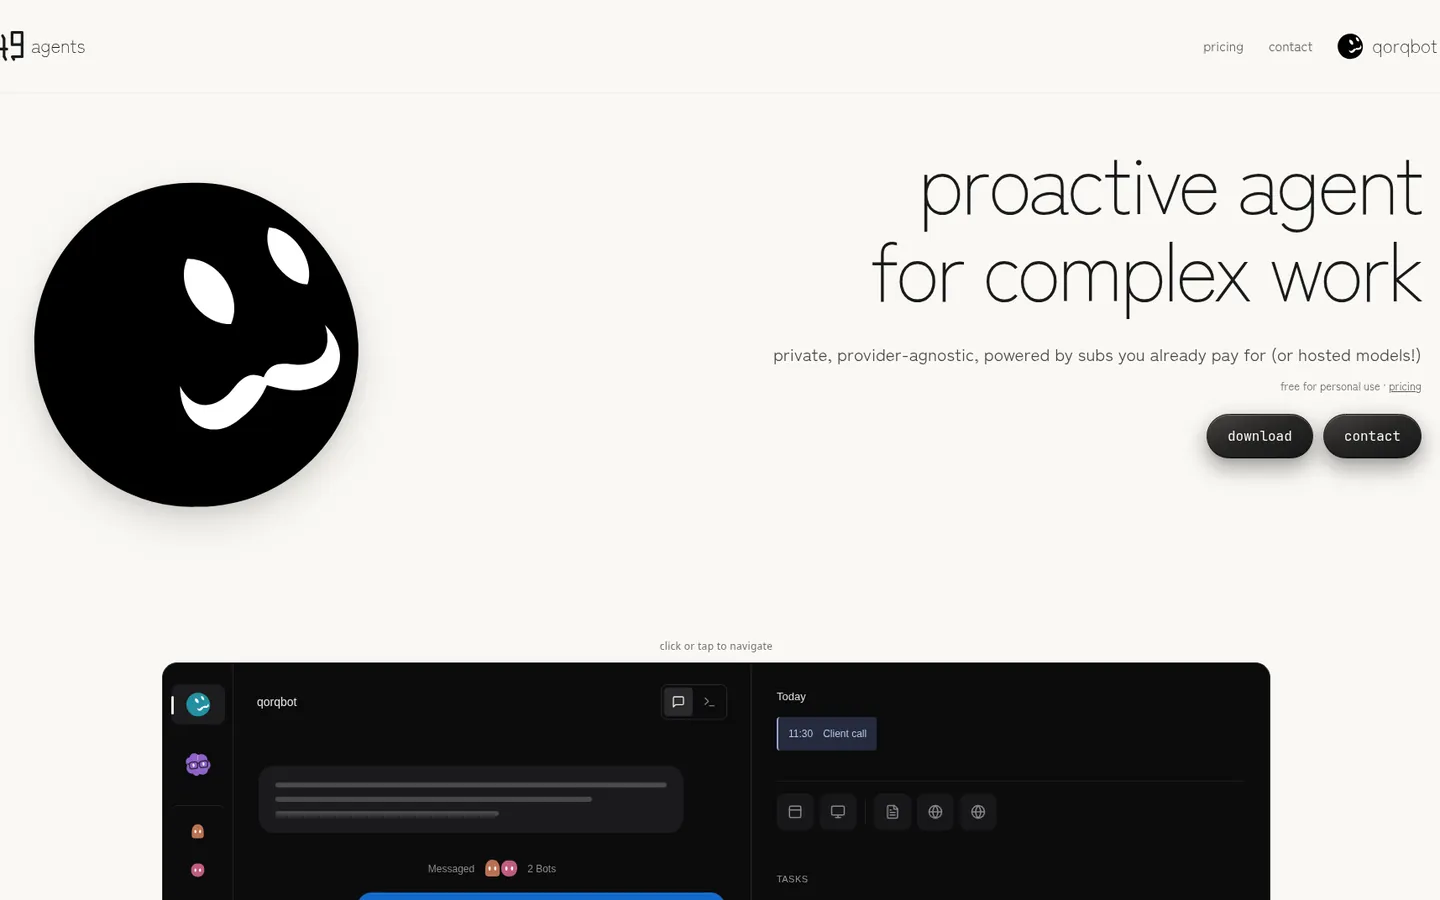 49 agents
pricing
contact
qorqbot
proactive agent
for complex work
private, provider-agnostic, powered by subs you already pay for (or hosted models!)
free for personal use · pricing
download
contact
click or tap to navigate
qorqbot
Today
11:30 Client call
Messaged 2 Bots
TASKS